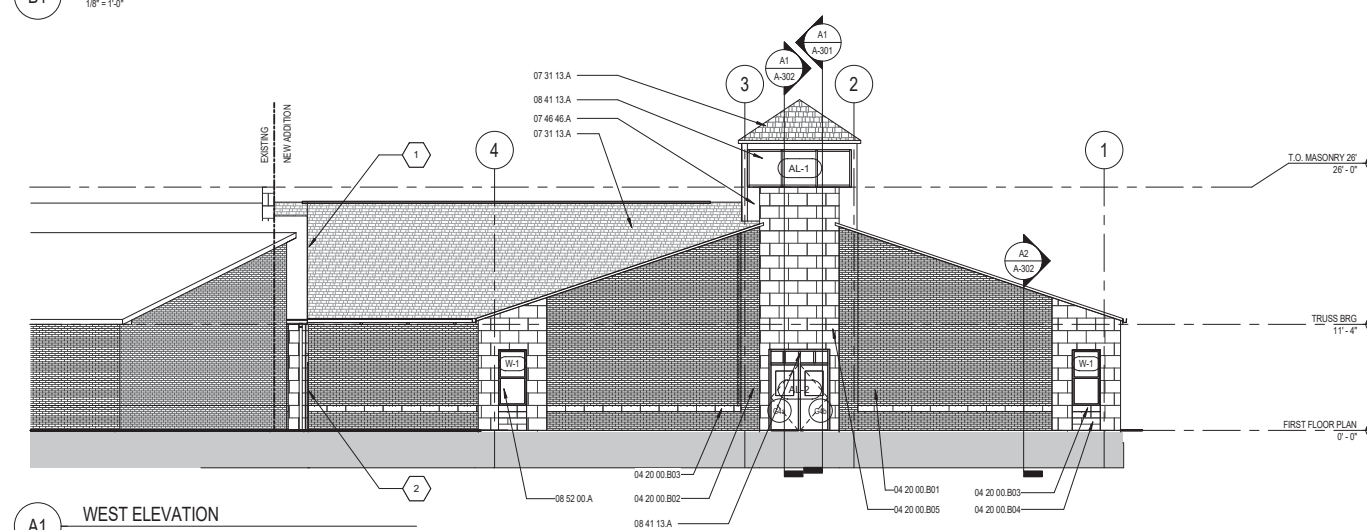 1/8" = 1'-0"
A1
A-301
A1
A-302
3
2
07 31 13.A
08 41 13.A
07 46 46.A
07 31 13.A
EXISTING
NEW ADDITION
1
4
AL-1
1
T.O. MASONRY 26'
26' - 0"
A2
A-302
TRUSS BRG
11' - 4"
W-1
AL-2
W-1
FIRST FLOOR PLAN
0' - 0"
2
08 52 00.A
04 20 00.B03
04 20 00.B02
08 41 13.A
04 20 00.B01
04 20 00.B05
04 20 00.B03
04 20 00.B04
A1
WEST ELEVATION